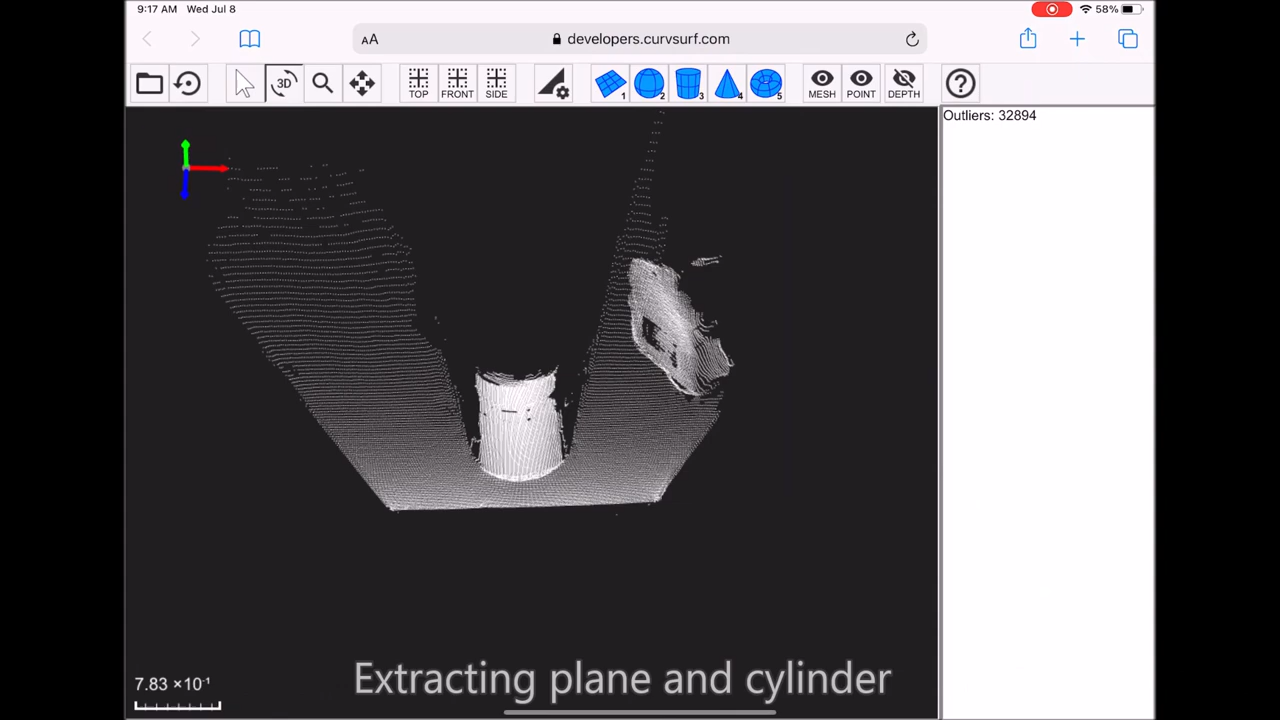 9:17 AM Wed Jul 8
58%
AA
developers.curvsurf.com
3D
TOP
FRONT
SIDE
1
2
3
4
5
MESH
POINT
DEPTH
?
Outliers: 32894
7.83 ×10⁻¹
Extracting plane and cylinder